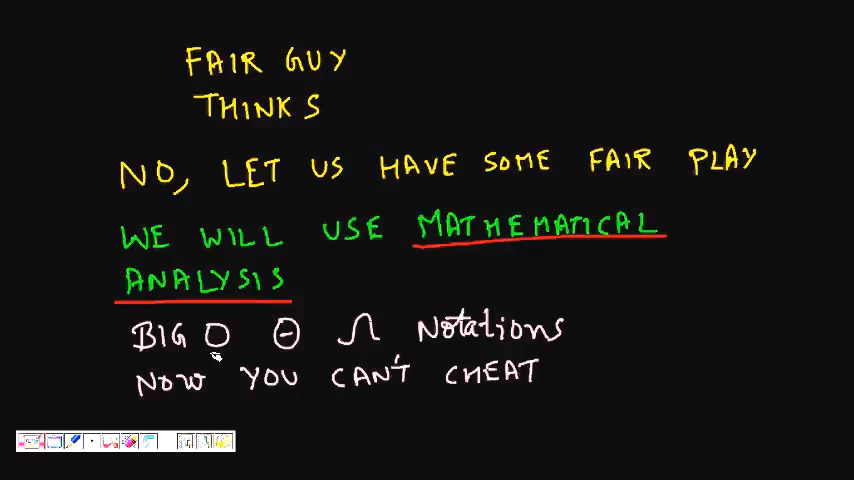 FAIR GUY
THINKS
NO, LET US HAVE SOME FAIR PLAY
WE WILL USE MATHEMATICAL
ANALYSIS
BIG O Θ Ω Notations
NOW YOU CAN'T CHEAT